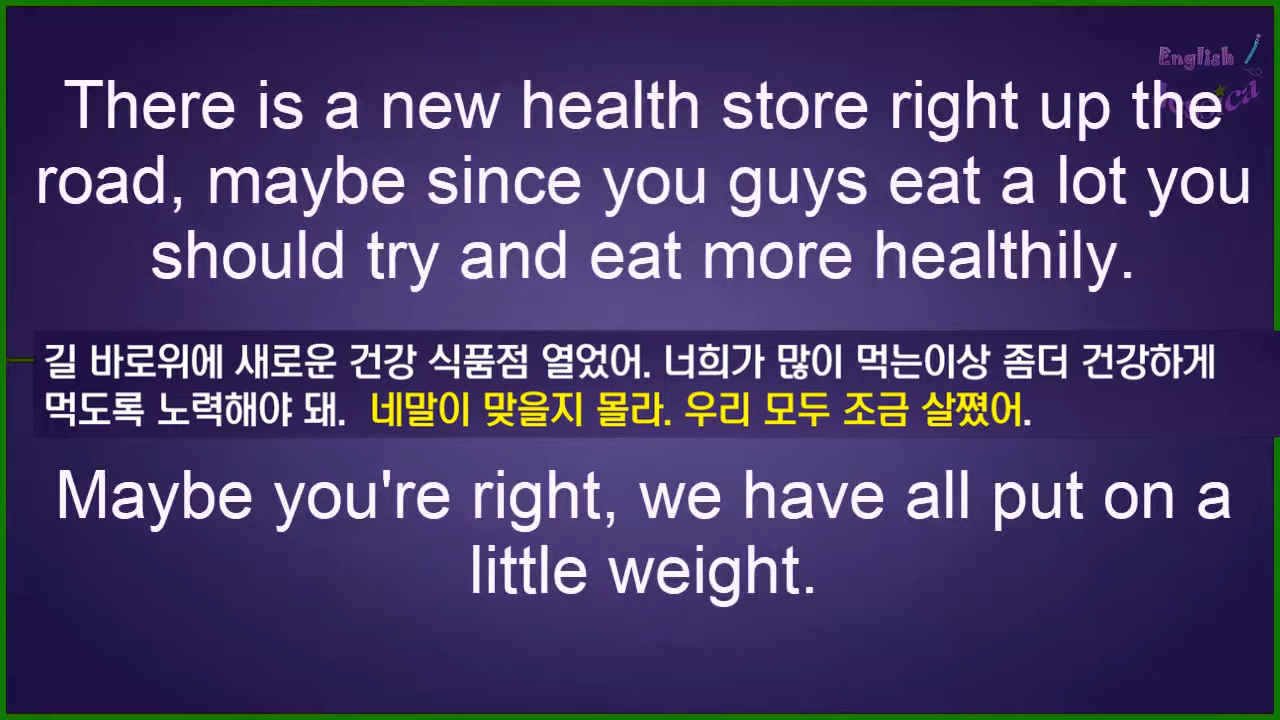 English
There is a new health store right up the
road, maybe since you guys eat a lot you
should try and eat more healthily.
길 바로위에 새로운 건강 식품점 열었어. 너희가 많이 먹는이상 좀더 건강하게
먹도록 노력해야 돼. 네말이 맞을지 몰라. 우리 모두 조금 살쪘어.
Maybe you're right, we have all put on a
little weight.